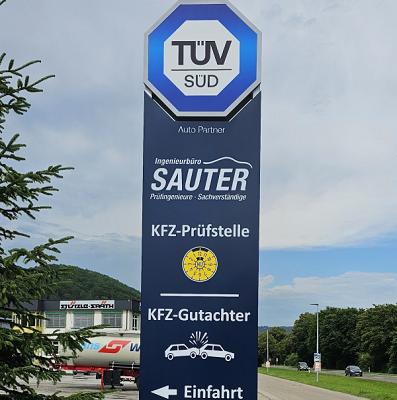 TÜV
SÜD
Auto Partner
Ingenieurbüro
SAUTER
Prüfingenieure · Sachverständige
KFZ-Prüfstelle
KFZ-Gutachter
Einfahrt